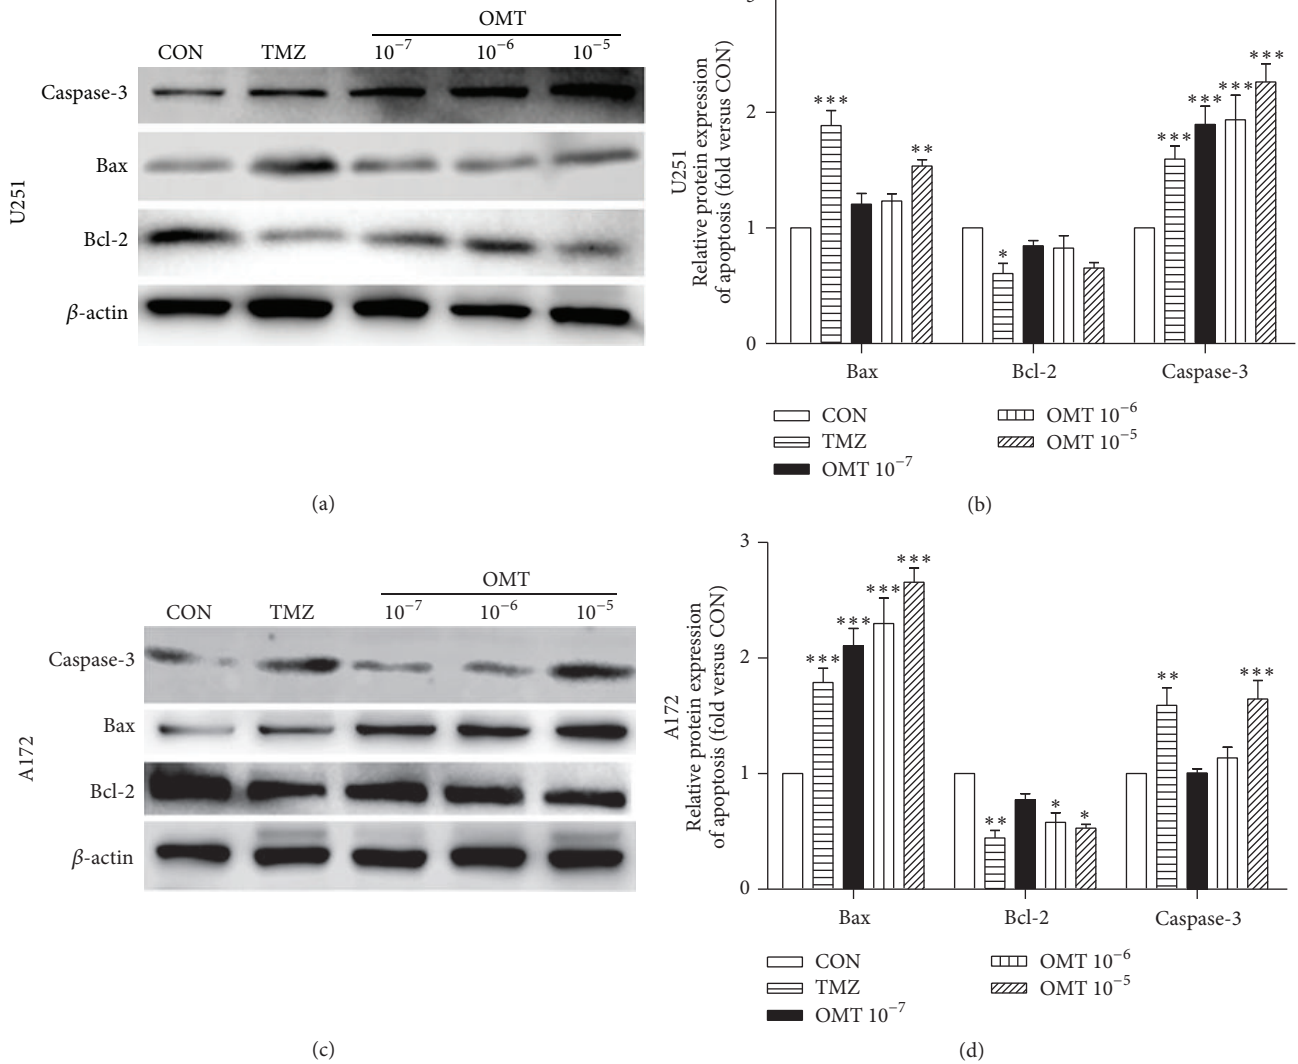 OMT
CON TMZ 10⁻⁷ 10⁻⁶ 10⁻⁵
Caspase-3
Bax
Bcl-2
β-actin
U251
(a)
U251
Relative protein expression
of apoptosis (fold versus CON)
2
1
0
*** **
*
*** *** *** ***
Bax Bcl-2 Caspase-3
CON
TMZ
OMT 10⁻⁷
OMT 10⁻⁶
OMT 10⁻⁵
(b)
OMT
CON TMZ 10⁻⁷ 10⁻⁶ 10⁻⁵
Caspase-3
Bax
Bcl-2
β-actin
A172
(c)
A172
Relative protein expression
of apoptosis (fold versus CON)
3
2
1
0
*** *** *** ***
** * *
** ***
Bax Bcl-2 Caspase-3
CON
TMZ
OMT 10⁻⁷
OMT 10⁻⁶
OMT 10⁻⁵
(d)